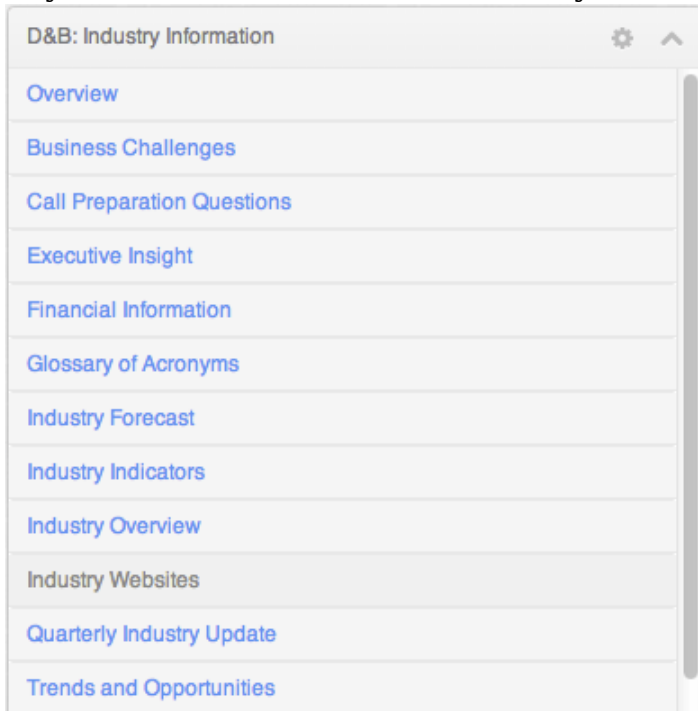 D&B: Industry Information
Overview
Business Challenges
Call Preparation Questions
Executive Insight
Financial Information
Glossary of Acronyms
Industry Forecast
Industry Indicators
Industry Overview
Industry Websites
Quarterly Industry Update
Trends and Opportunities